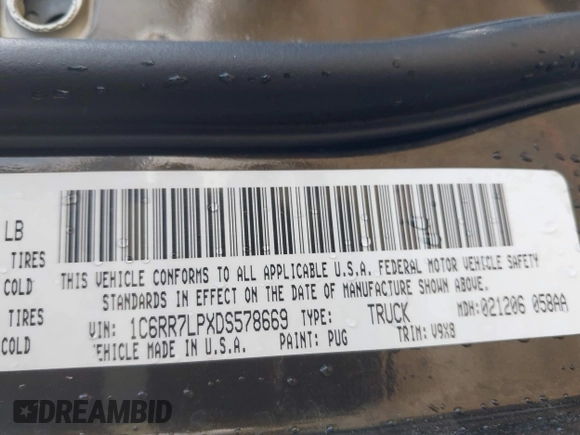 LB
TIRES
COLD
TIRES
COLD
THIS VEHICLE CONFORMS TO ALL APPLICABLE U.S.A. FEDERAL MOTOR VEHICLE SAFETY
STANDARDS IN EFFECT ON THE DATE OF MANUFACTURE SHOWN ABOVE
VIN: 1C6RR7LPXDS578669 TYPE: TRUCK MDH: 021206 058AA
VEHICLE MADE IN U.S.A. PAINT: PUG TRIM: V9X8
DREAMBID